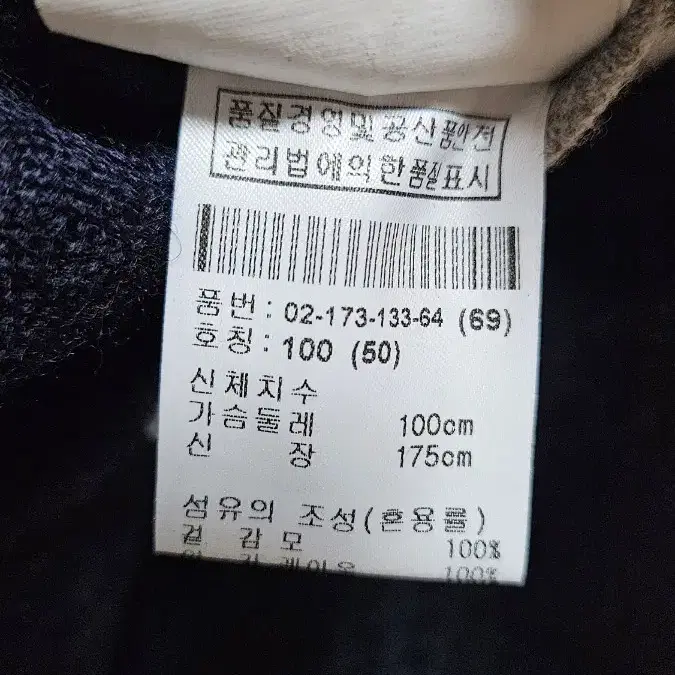 품질경영및공산품안전
관리법에의한품질표시
품번 : 02-173-133-64 (69)
호칭 : 100 (50)
신체치수
가슴둘레 100cm
신 장 175cm
섬유의 조성(혼용률)
겉 감 모 100%
100%